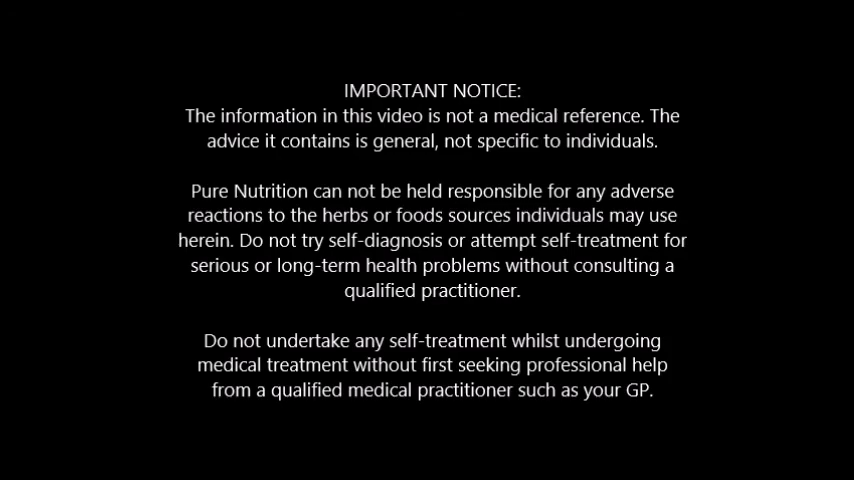 IMPORTANT NOTICE:
The information in this video is not a medical reference. The
advice it contains is general, not specific to individuals.
Pure Nutrition can not be held responsible for any adverse
reactions to the herbs or foods sources individuals may use
herein. Do not try self-diagnosis or attempt self-treatment for
serious or long-term health problems without consulting a
qualified practitioner.
Do not undertake any self-treatment whilst undergoing
medical treatment without first seeking professional help
from a qualified medical practitioner such as your GP.